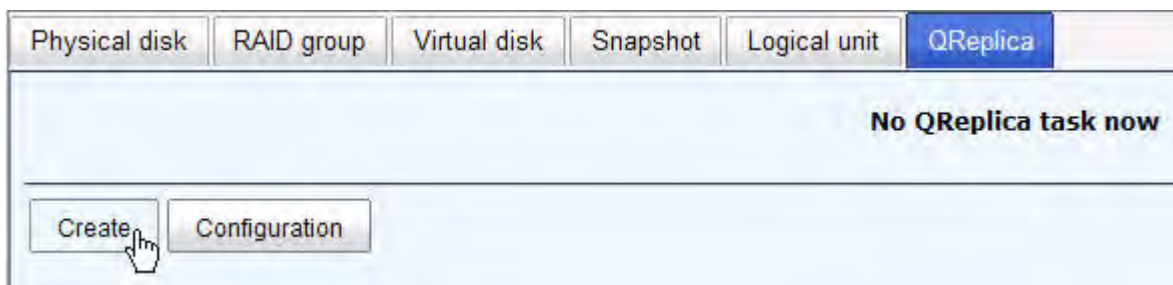 Physical disk RAID group Virtual disk Snapshot Logical unit QReplica
No QReplica task now
Create Configuration